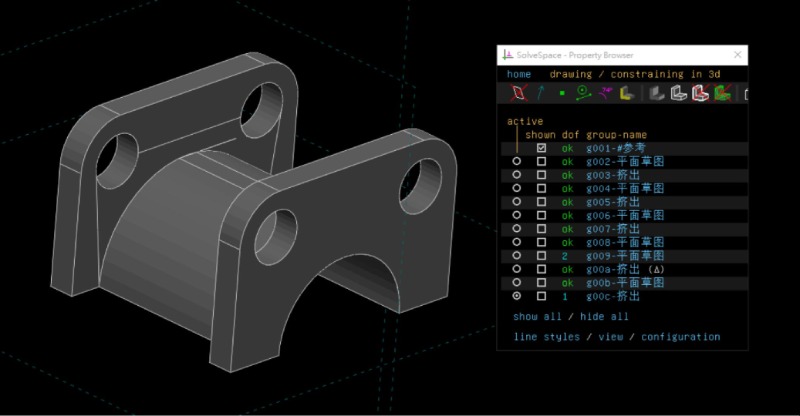 SolveSpace - Property Browser
home drawing / constraining in 3d
active
shown dof group-name
ok g001-#参考
ok g002-平面草图
ok g003-挤出
ok g004-平面草图
ok g005-挤出
ok g006-平面草图
ok g007-挤出
ok g008-平面草图
2 g009-平面草图
ok g00a-挤出 (Δ)
ok g00b-平面草图
1 g00c-挤出
show all / hide all
line styles / view / configuration